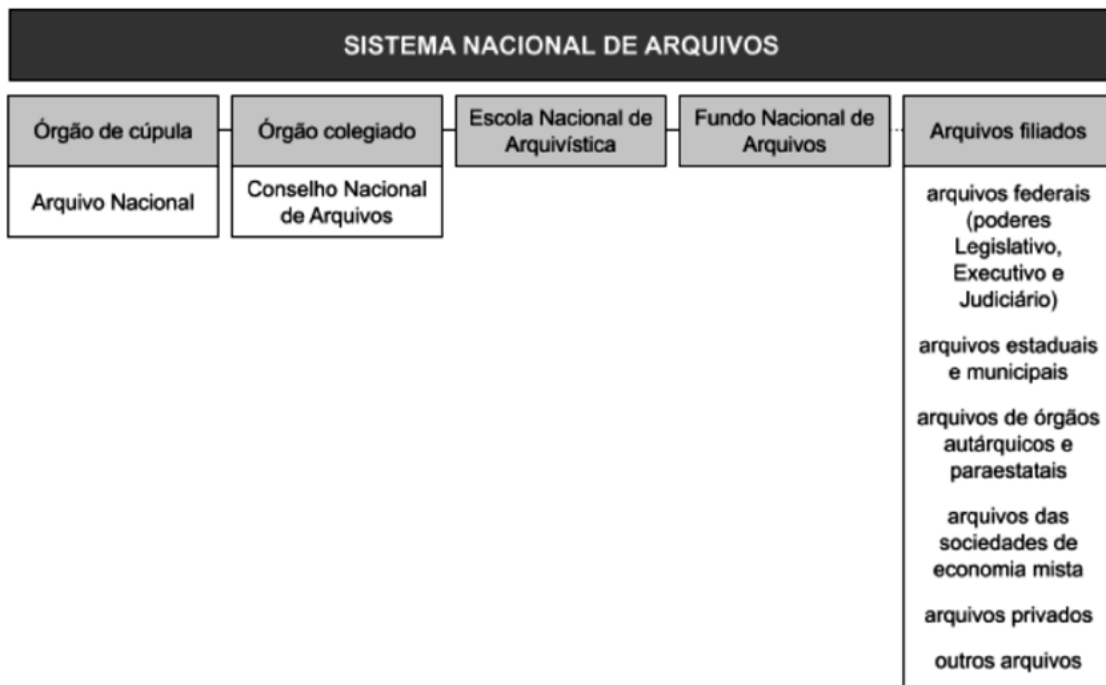 SISTEMA NACIONAL DE ARQUIVOS
Órgão de cúpula
Arquivo Nacional
Órgão colegiado
Conselho Nacional
de Arquivos
Escola Nacional de
Arquivística
Fundo Nacional de
Arquivos
Arquivos filiados
arquivos federais
(poderes
Legislativo,
Executivo e
Judiciário)
arquivos estaduais
e municipais
arquivos de órgãos
autárquicos e
paraestatais
arquivos das
sociedades de
economia mista
arquivos privados
outros arquivos